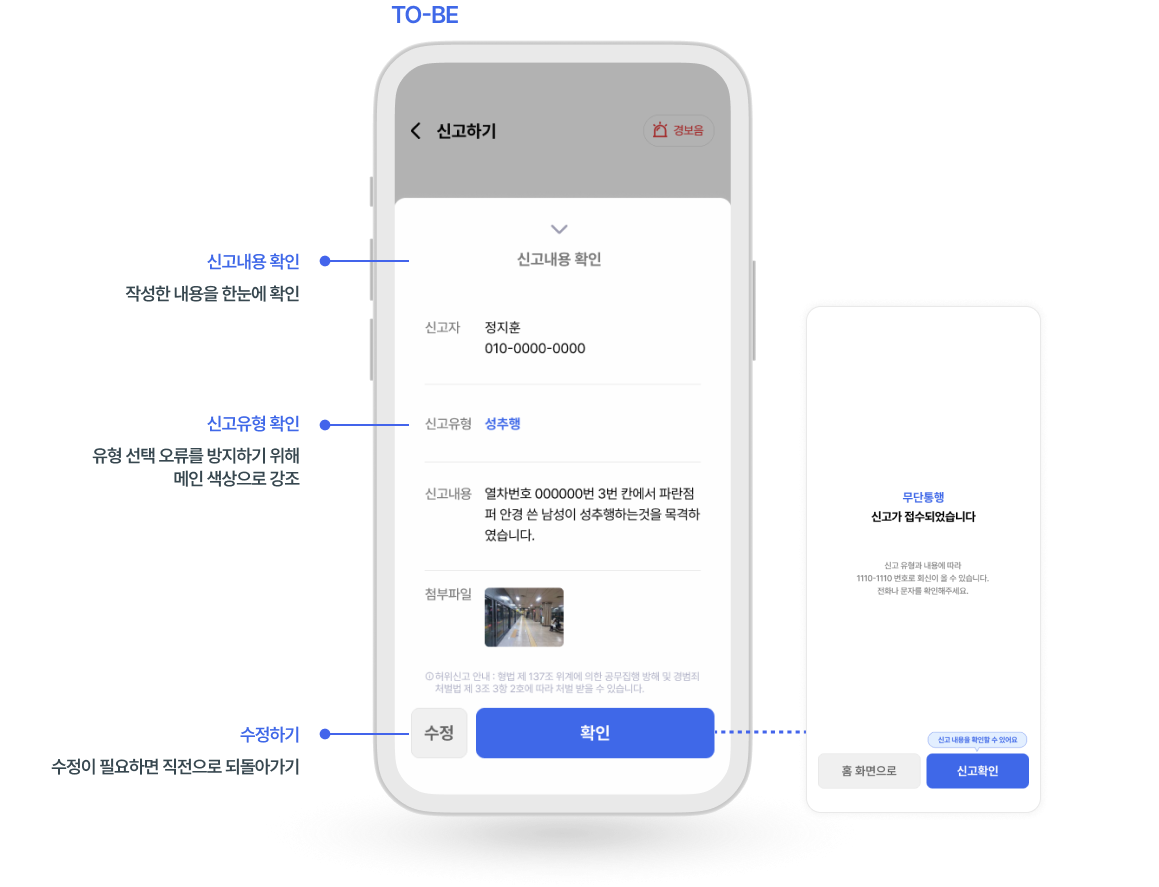 TO-BE
신고하기
경보음
신고내용 확인
작성한 내용을 한눈에 확인
신고내용 확인
신고자
정지훈
010-0000-0000
신고유형 확인
유형 선택 오류를 방지하기 위해
메인 색상으로 강조
신고유형 성추행
신고내용
열차번호 000000번 3번 칸에서 파란점
퍼 안경 쓴 남성이 성추행하는것을 목격하
였습니다.
첨부파일
허위신고 안내 : 형법 제 137조 위계에 의한 공무집행 방해 및 경범죄
처벌법 제 3조 3항 2호에 따라 처벌 받을 수 있습니다.
수정하기
수정이 필요하면 직전으로 되돌아가기
수정
확인
무단통행
신고가 접수되었습니다
신고 유형과 내용에 따라
1110-1110 번호로 회신이 올 수 있습니다.
전화나 문자를 확인해주세요.
신고 내용을 확인할 수 있어요
홈 화면으로
신고확인